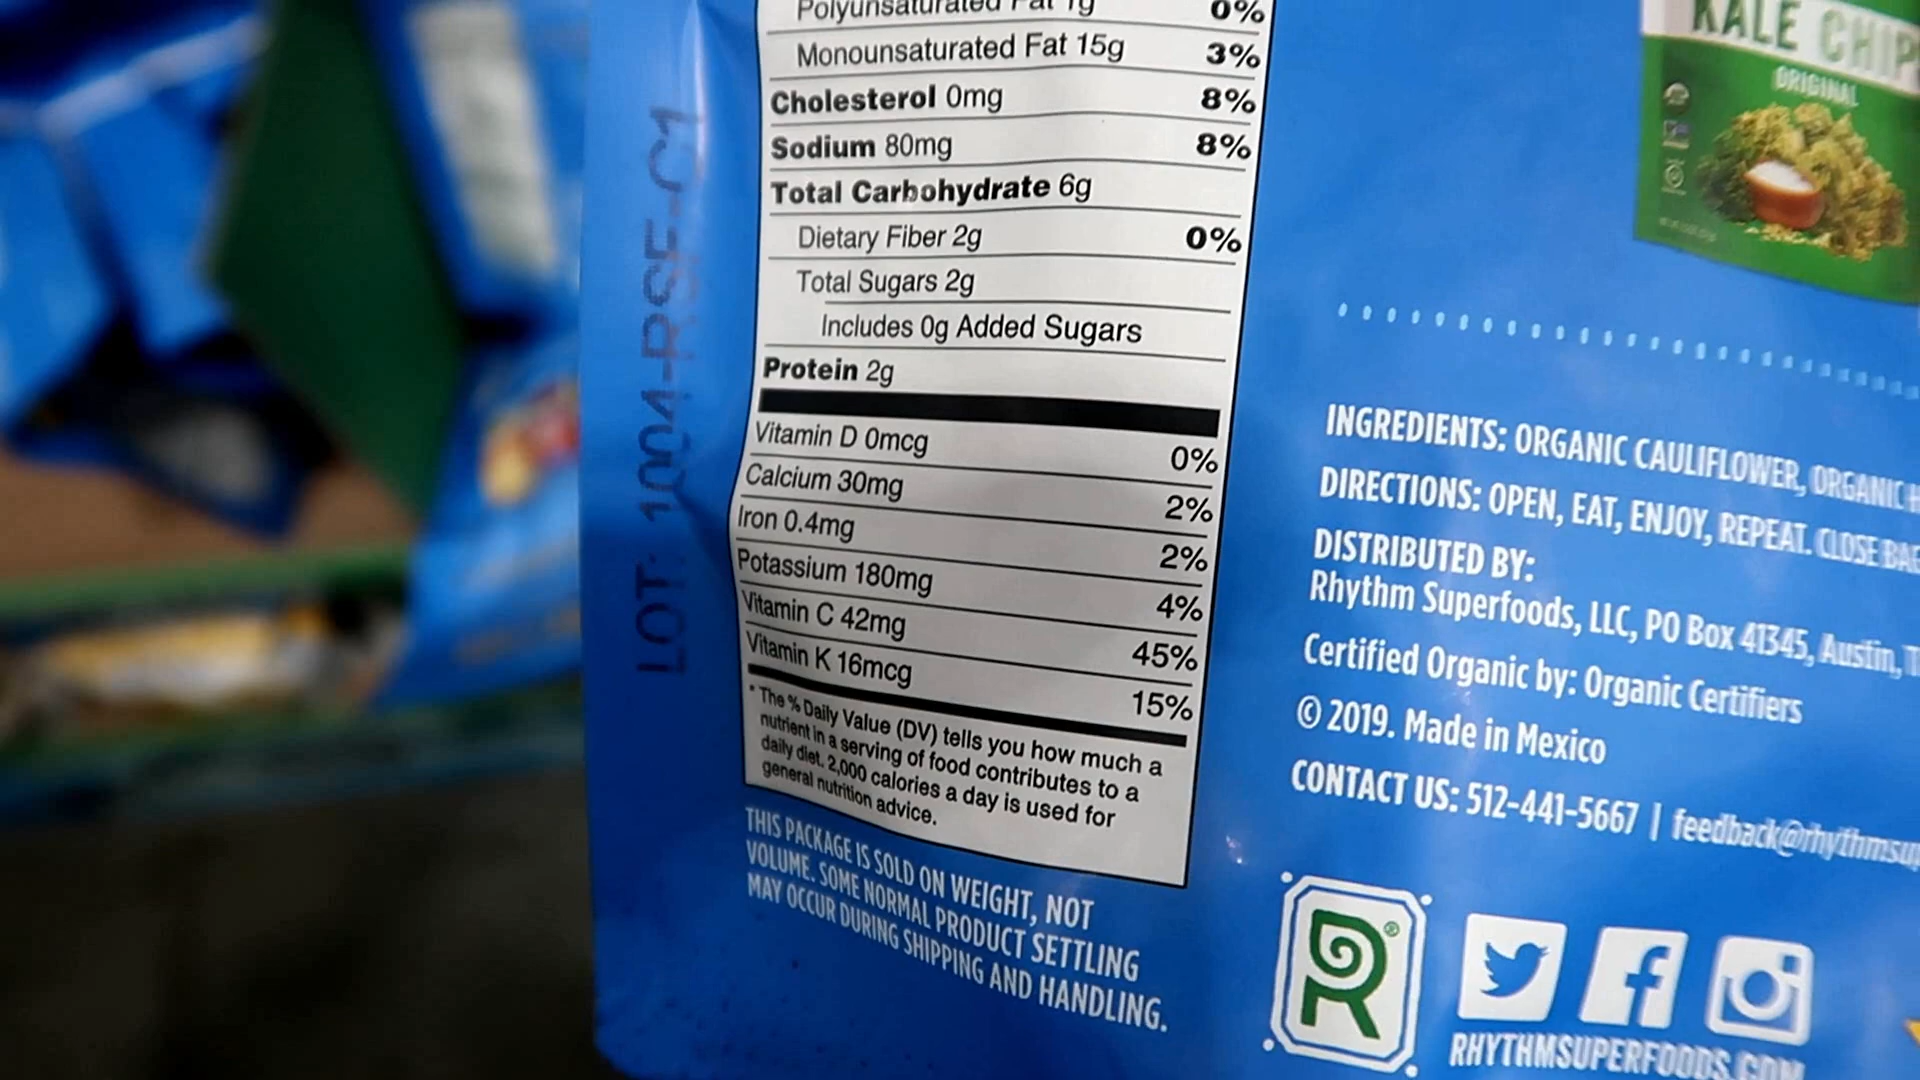 Polyunsaturated Fat 1g 0%
Monounsaturated Fat 15g 3%
Cholesterol 0mg 8%
Sodium 80mg 8%
Total Carbohydrate 6g
Dietary Fiber 2g 0%
Total Sugars 2g
Includes 0g Added Sugars
Protein 2g
Vitamin D 0mcg 0%
Calcium 30mg 2%
Iron 0.4mg 2%
Potassium 180mg 4%
Vitamin C 42mg 45%
Vitamin K 16mcg 15%
* The % Daily Value (DV) tells you how much a
nutrient in a serving of food contributes to a
daily diet. 2,000 calories a day is used for
general nutrition advice.
THIS PACKAGE IS SOLD ON WEIGHT, NOT
VOLUME. SOME NORMAL PRODUCT SETTLING
MAY OCCUR DURING SHIPPING AND HANDLING.
LOT: 1004-RSF-C1
KALE CHIP
ORIGINAL
INGREDIENTS: ORGANIC CAULIFLOWER, ORGANIC
DIRECTIONS: OPEN, EAT, ENJOY, REPEAT. CLOSE BAG
DISTRIBUTED BY:
Rhythm Superfoods, LLC, PO Box 41345, Austin, T
Certified Organic by: Organic Certifiers
© 2019. Made in Mexico
CONTACT US: 512-441-5667 | feedback@rhythmsup
R®
RHYTHMSUPERFOODS.COM